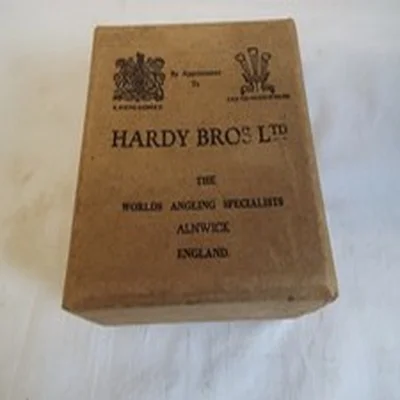 By Appointment
To
HARDY BROS LTD
THE
WORLDS ANGLING SPECIALISTS
ALNWICK
ENGLAND.